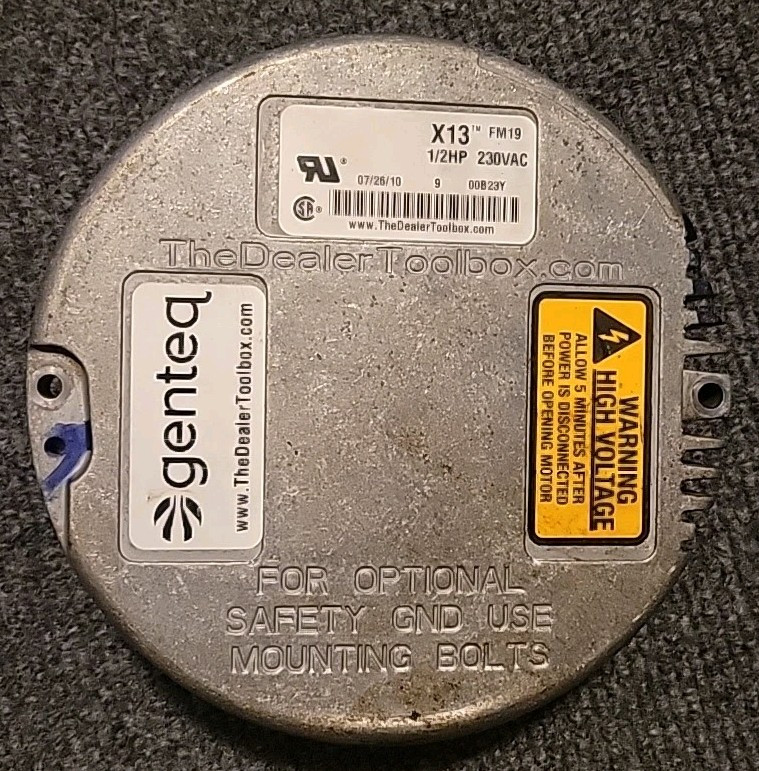 X13™ FM19
1/2HP 230VAC
07/26/10 9 00B23Y
www.TheDealerToolbox.com
TheDealerToolbox.com
genteq
www.TheDealerToolbox.com
WARNING
HIGH VOLTAGE
ALLOW 5 MINUTES AFTER
POWER IS DISCONNECTED
BEFORE OPENING MOTOR
FOR OPTIONAL
SAFETY GND USE
MOUNTING BOLTS